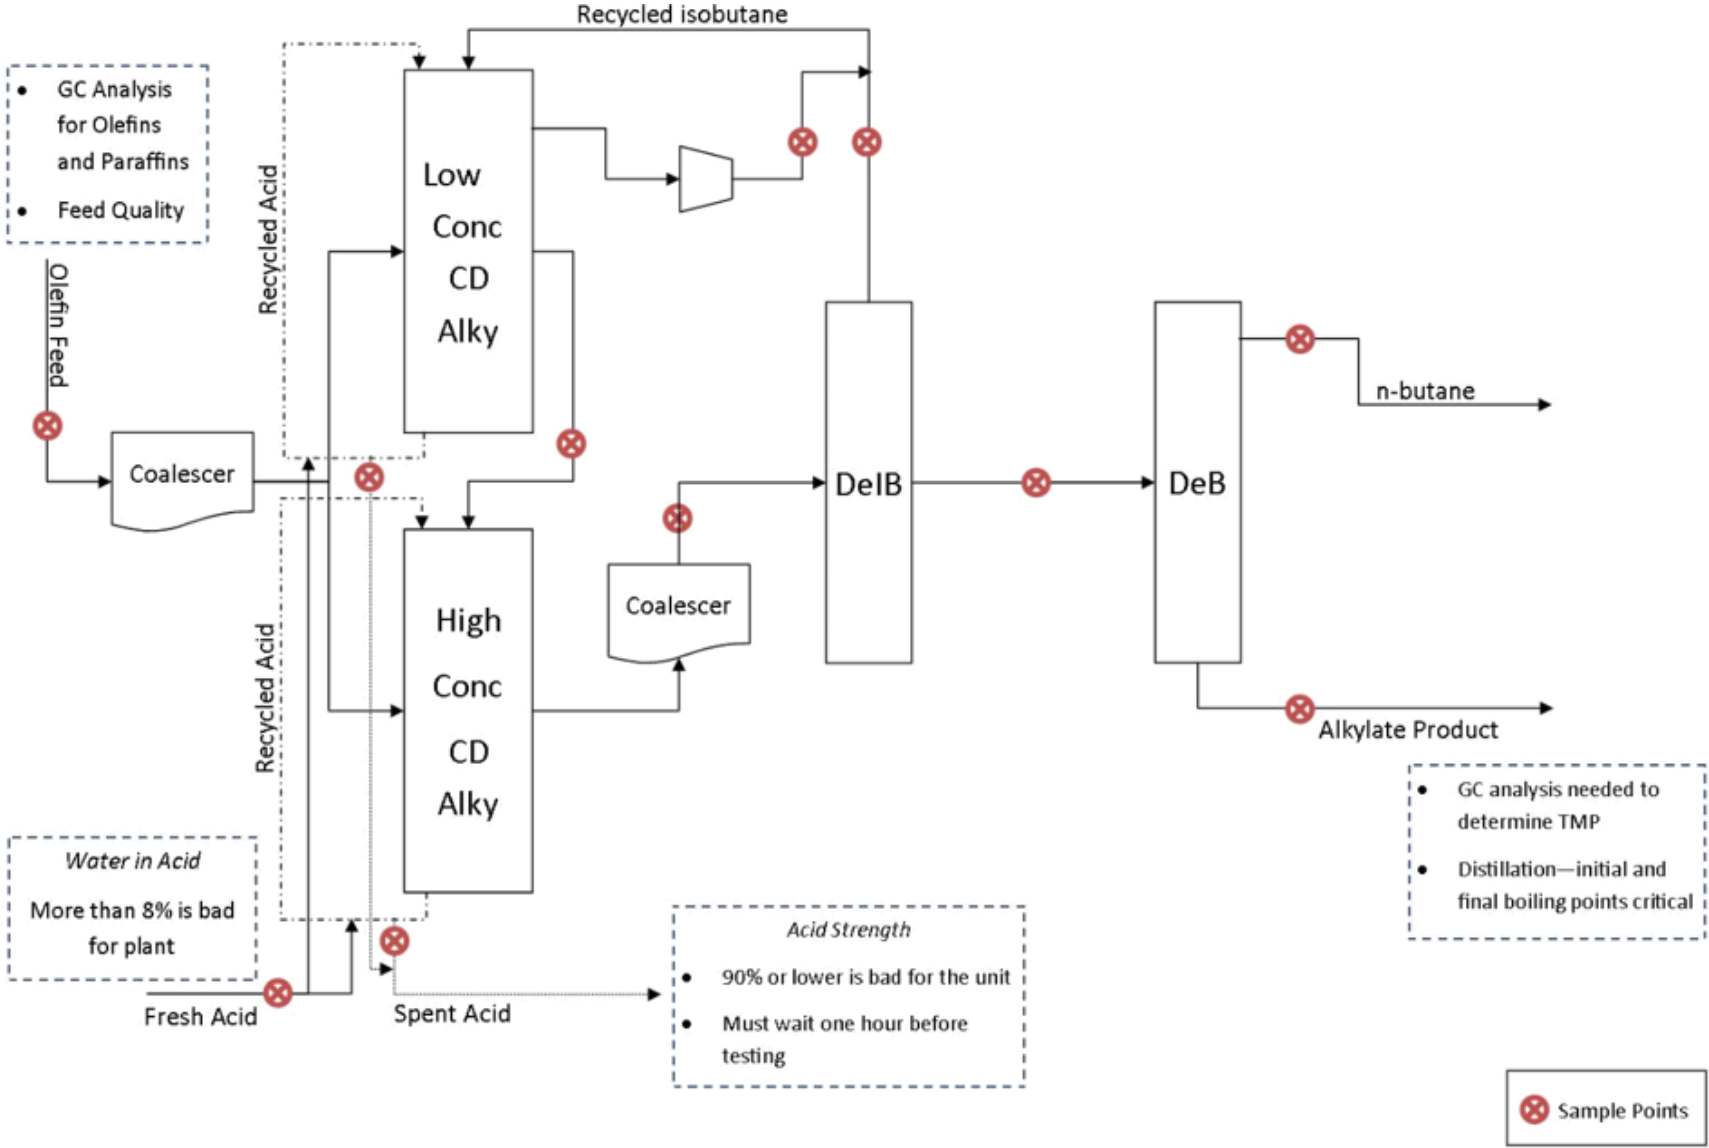 Recycled isobutane
• GC Analysis
for Olefins
and Paraffins
• Feed Quality
Recycled Acid
Low
Conc
CD
Alky
Olefin Feed
Coalescer
DeIB
DeB
n-butane
High
Conc
CD
Alky
Coalescer
Recycled Acid
Alkylate Product
• GC analysis needed to
determine TMP
• Distillation—initial and
final boiling points critical
Water in Acid
More than 8% is bad
for plant
Fresh Acid
Spent Acid
Acid Strength
• 90% or lower is bad for the unit
• Must wait one hour before
testing
Sample Points